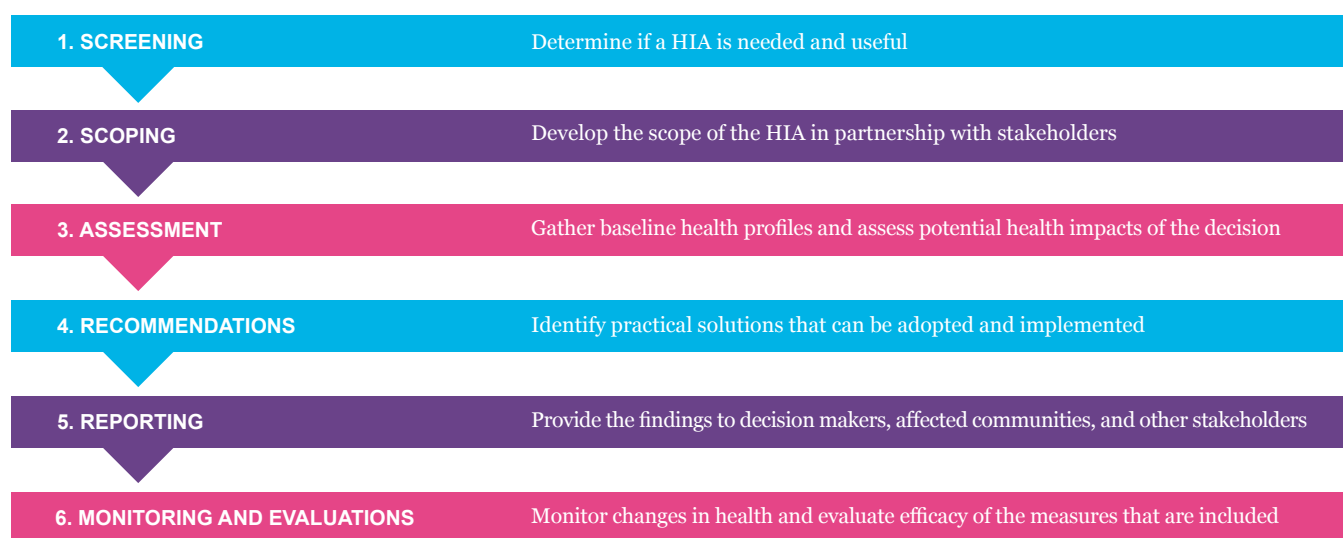 1. SCREENING
Determine if a HIA is needed and useful
2. SCOPING
Develop the scope of the HIA in partnership with stakeholders
3. ASSESSMENT
Gather baseline health profiles and assess potential health impacts of the decision
4. RECOMMENDATIONS
Identify practical solutions that can be adopted and implemented
5. REPORTING
Provide the findings to decision makers, affected communities, and other stakeholders
6. MONITORING AND EVALUATIONS
Monitor changes in health and evaluate efficacy of the measures that are included